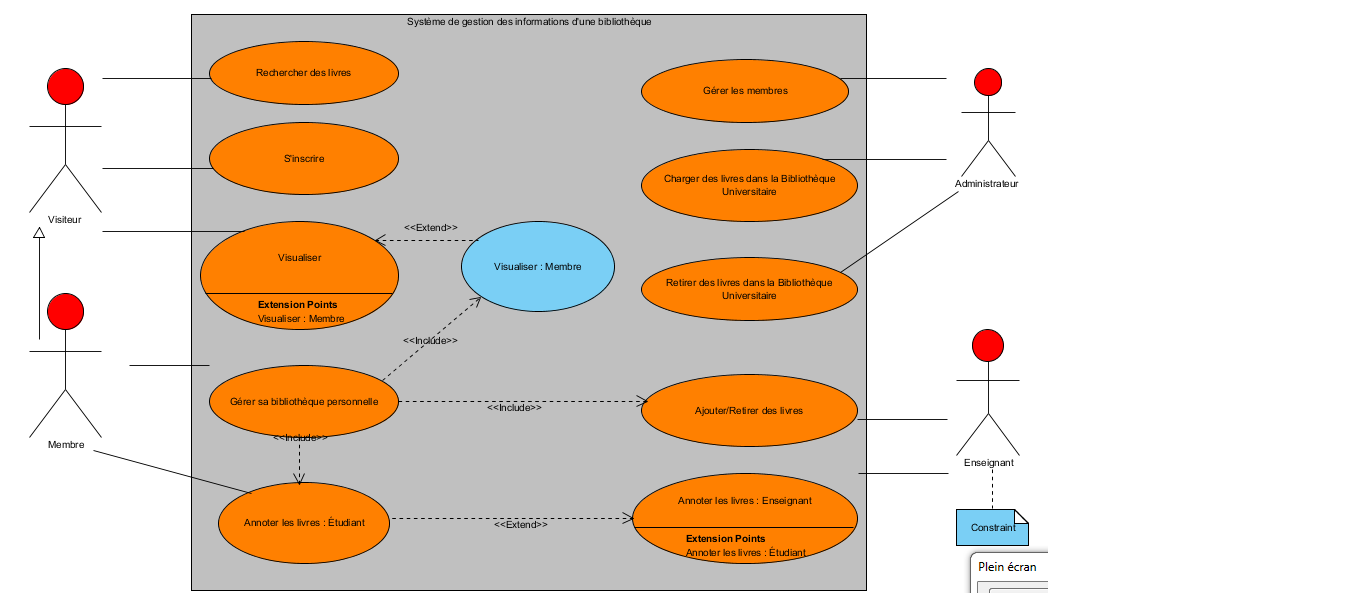 Système de gestion des informations d'une bibliothèque
Rechercher des livres
Gérer les membres
S'inscrire
Charger des livres dans la Bibliothèque
Universitaire
Administrateur
Visiteur
<<Extend>>
Visualiser
Visualiser : Membre
Extension Points
Visualiser : Membre
Retirer des livres dans la Bibliothèque
Universitaire
<<Include>>
Gérer sa bibliothèque personnelle
<<Include>>
Ajouter/Retirer des livres
<<Include>>
Membre
Enseignant
Annoter les livres : Étudiant
<<Extend>>
Annoter les livres : Enseignant
Extension Points
Annoter les livres : Étudiant
Constraint
Plein écran